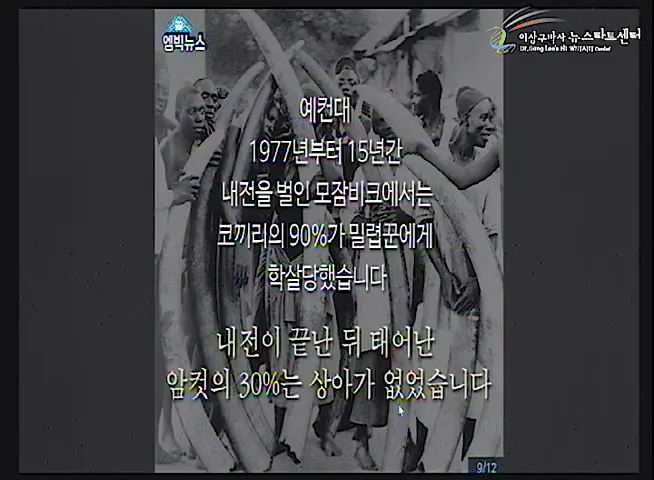 엠빅뉴스
이상구박사 뉴스타트센터
예컨대
1977년부터 15년간
내전을 벌인 모잠비크에서는
코끼리의 90%가 밀렵꾼에게
학살당했습니다
내전이 끝난 뒤 태어난
암컷의 30%는 상아가 없었습니다
9/12